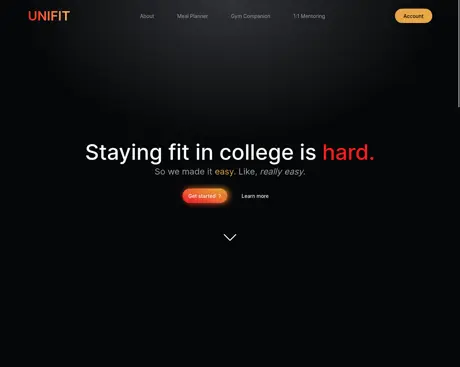 UNIFIT
About
Meal Planner
Gym Companion
1:1 Mentoring
Account
Staying fit in college is hard.
So we made it easy. Like, really easy.
Get started
Learn more